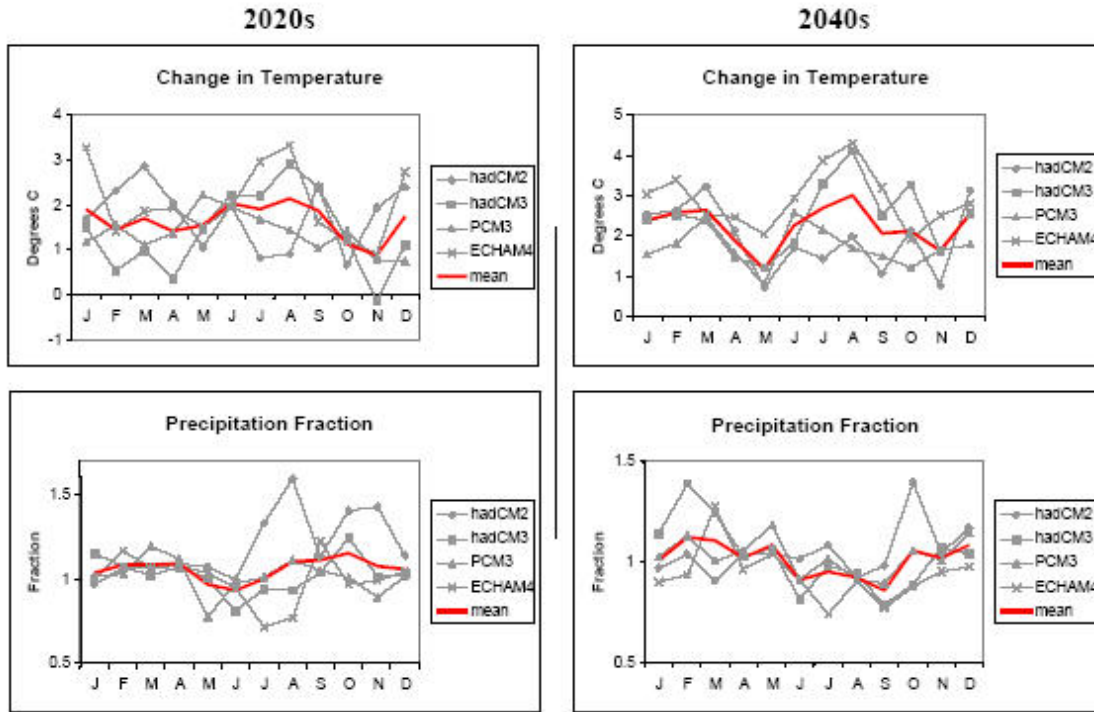 2020s
2040s
Change in Temperature
4
3
2
1
0
-1
Degrees C
J F M A M J J A S O N D
hadCM2
hadCM3
PCM3
ECHAM4
mean
Change in Temperature
5
4
3
2
1
0
Degrees C
J F M A M J J A S O N D
hadCM2
hadCM3
PCM3
ECHAM4
mean
Precipitation Fraction
1.5
1
0.5
Fraction
J F M A M J J A S O N D
hadCM2
hadCM3
PCM3
ECHAM4
mean
Precipitation Fraction
1.5
1
0.5
Fraction
J F M A M J J A S O N D
hadCM2
hadCM3
PCM3
ECHAM4
mean